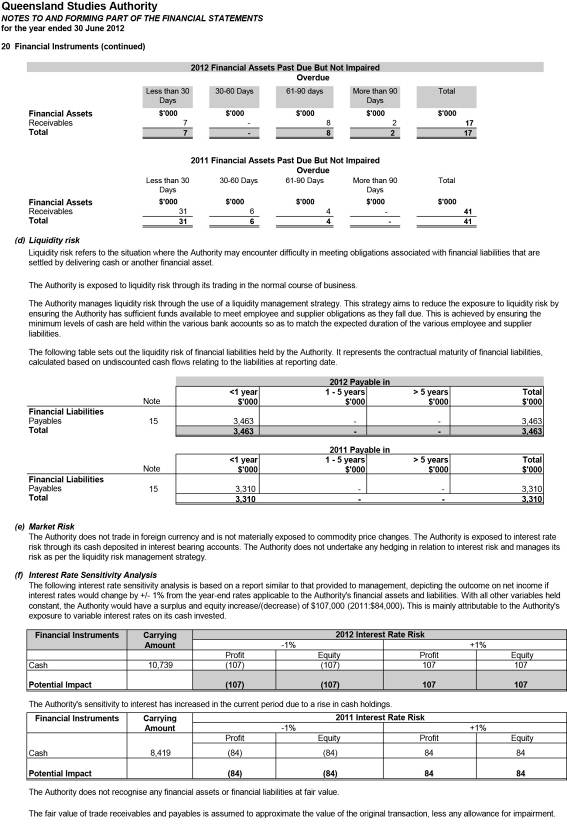 Queensland Studies Authority
NOTES TO AND FORMING PART OF THE FINANCIAL STATEMENTS
for the year ended 30 June 2012
20 Financial Instruments (continued)
2012 Financial Assets Past Due But Not Impaired
Overdue
Less than 30 Days 30-60 Days 61-90 days More than 90 Days Total
Financial Assets $'000 $'000 $'000 $'000 $'000
Receivables 7 - 8 2 17
Total 7 - 8 2 17
2011 Financial Assets Past Due But Not Impaired
Overdue
Less than 30 Days 30-60 Days 61-90 Days More than 90 Days Total
Financial Assets $'000 $'000 $'000 $'000 $'000
Receivables 31 6 4 - 41
Total 31 6 4 - 41
(d) Liquidity risk
Liquidity risk refers to the situation where the Authority may encounter difficulty in meeting obligations associated with financial liabilities that are
settled by delivering cash or another financial asset.
The Authority is exposed to liquidity risk through its trading in the normal course of business.
The Authority manages liquidity risk through the use of a liquidity management strategy. This strategy aims to reduce the exposure to liquidity risk by
ensuring the Authority has sufficient funds available to meet employee and supplier obligations as they fall due. This is achieved by ensuring the
minimum levels of cash are held within the various bank accounts so as to match the expected duration of the various employee and supplier
liabilities.
The following table sets out the liquidity risk of financial liabilities held by the Authority. It represents the contractual maturity of financial liabilities,
calculated based on undiscounted cash flows relating to the liabilities at reporting date.
2012 Payable in
<1 year 1 - 5 years > 5 years Total
Note $'000 $'000 $'000 $'000
Financial Liabilities
Payables 15 3,463 - - 3,463
Total 3,463 - - 3,463
2011 Payable in
<1 year 1 - 5 years > 5 years Total
Note $'000 $'000 $'000 $'000
Financial Liabilities
Payables 15 3,310 - - 3,310
Total 3,310 - - 3,310
(e) Market Risk
The Authority does not trade in foreign currency and is not materially exposed to commodity price changes. The Authority is exposed to interest rate
risk through its cash deposited in interest bearing accounts. The Authority does not undertake any hedging in relation to interest risk and manages its
risk as per the liquidity risk management strategy.
(f) Interest Rate Sensitivity Analysis
The following interest rate sensitivity analysis is based on a report similar to that provided to management, depicting the outcome on net income if
interest rates would change by +/- 1% from the year-end rates applicable to the Authority's financial assets and liabilities. With all other variables held
constant, the Authority would have a surplus and equity increase/(decrease) of $107,000 (2011:$84,000). This is mainly attributable to the Authority's
exposure to variable interest rates on its cash invested.
Financial Instruments Carrying Amount 2012 Interest Rate Risk
-1% +1%
Profit Equity Profit Equity
Cash 10,739 (107) (107) 107 107
Potential Impact (107) (107) 107 107
The Authority's sensitivity to interest has increased in the current period due to a rise in cash holdings.
Financial Instruments Carrying Amount 2011 Interest Rate Risk
-1% +1%
Profit Equity Profit Equity
Cash 8,419 (84) (84) 84 84
Potential Impact (84) (84) 84 84
The Authority does not recognise any financial assets or financial liabilities at fair value.
The fair value of trade receivables and payables is assumed to approximate the value of the original transaction, less any allowance for impairment.